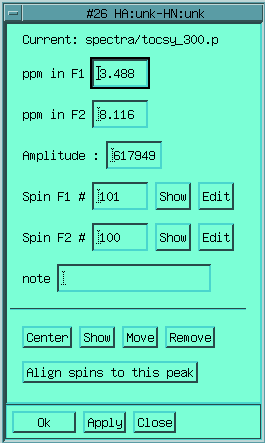 #26 HA:unk-HN:unk
Current: spectra/tocsy_300.p
ppm in F1 3.488
ppm in F2 8.116
Amplitude : 617949
Spin F1 # 101 Show Edit
Spin F2 # 100 Show Edit
note
Center Show Move Remove
Align spins to this peak
Ok Apply Close